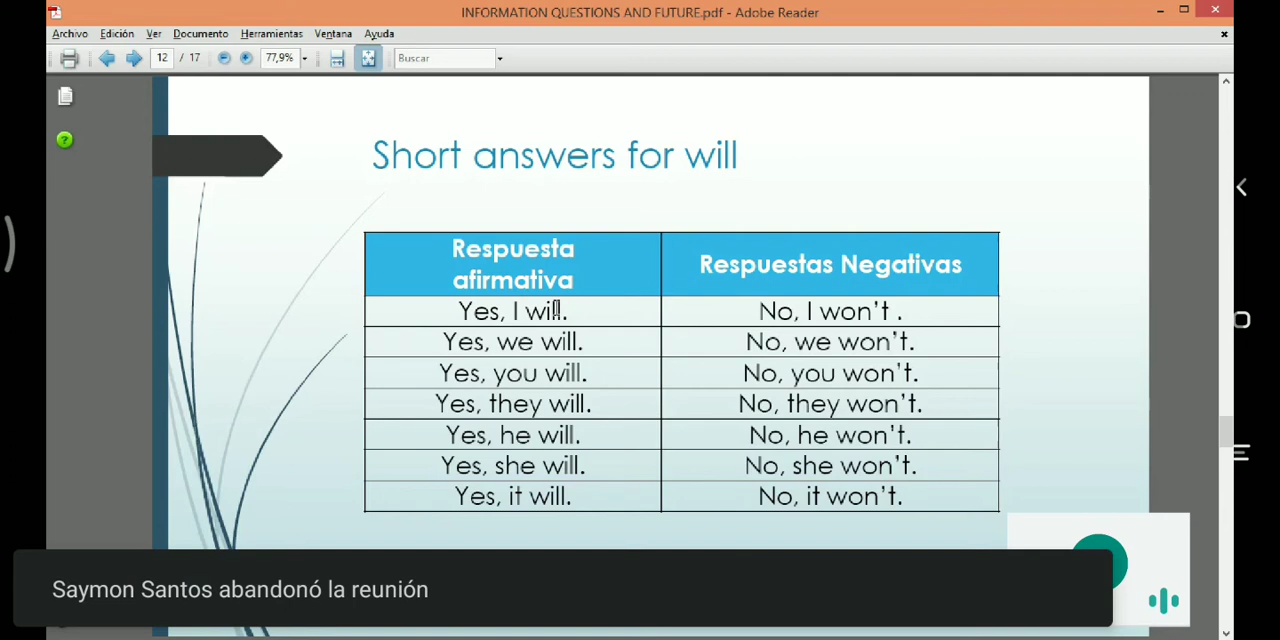 INFORMATION QUESTIONS AND FUTURE.pdf - Adobe Reader
Archivo Edición Ver Documento Herramientas Ventana Ayuda
12 / 17 77,9% Buscar
Short answers for will
Respuesta afirmativa
Respuestas Negativas
Yes, I will. No, I won't .
Yes, we will. No, we won't.
Yes, you will. No, you won't.
Yes, they will. No, they won't.
Yes, he will. No, he won't.
Yes, she will. No, she won't.
Yes, it will. No, it won't.
Saymon Santos abandonó la reunión